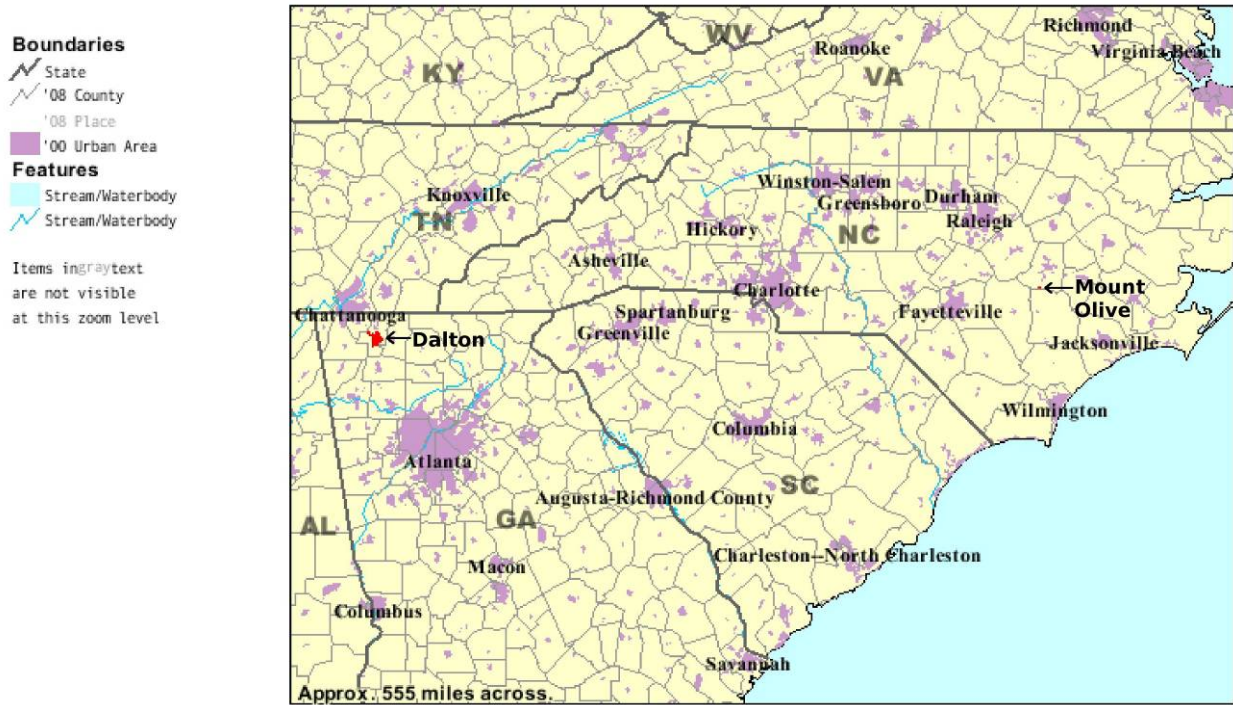 Boundaries
State
'08 County
'08 Place
'00 Urban Area
Features
Stream/Waterbody
Stream/Waterbody
Items ingraytext
are not visible
at this zoom level
WV
Richmond
Roanoke
Virginia Beach
KY
VA
Winston-Salem
Knoxville
Greensboro
Durham
TN
Raleigh
Hickory
NC
Asheville
Charlotte
Mount
Olive
Chattanooga
Spartanburg
Fayetteville
Greenville
Dalton
Jacksonville
Wilmington
Columbia
Atlanta
SC
Augusta-Richmond County
AL
GA
Charleston--North Charleston
Macon
Columbus
Savannah
Approx. 555 miles across.